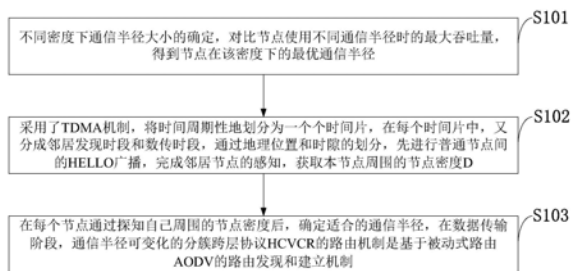 S101
不同密度下通信半径大小的确定，对比节点使用不同通信半径时的最大吞吐量，
得到节点在该密度下的最优通信半径
S102
采用了TDMA机制，将时间周期性地划分为一个个时间片，在每个时间片中，又
分成邻居发现时段和数传时段，通过地理位置和时隙的划分，先进行普通节点间
的HELLO广播，完成邻居节点的感知，获取本节点周围的节点密度D
S103
在每个节点通过探知自己周围的节点密度后，确定适合的通信半径，在数据传输
阶段，通信半径可变化的分簇跨层协议HCVCR的路由机制是基于被动式路由
AODV的路由发现和建立机制